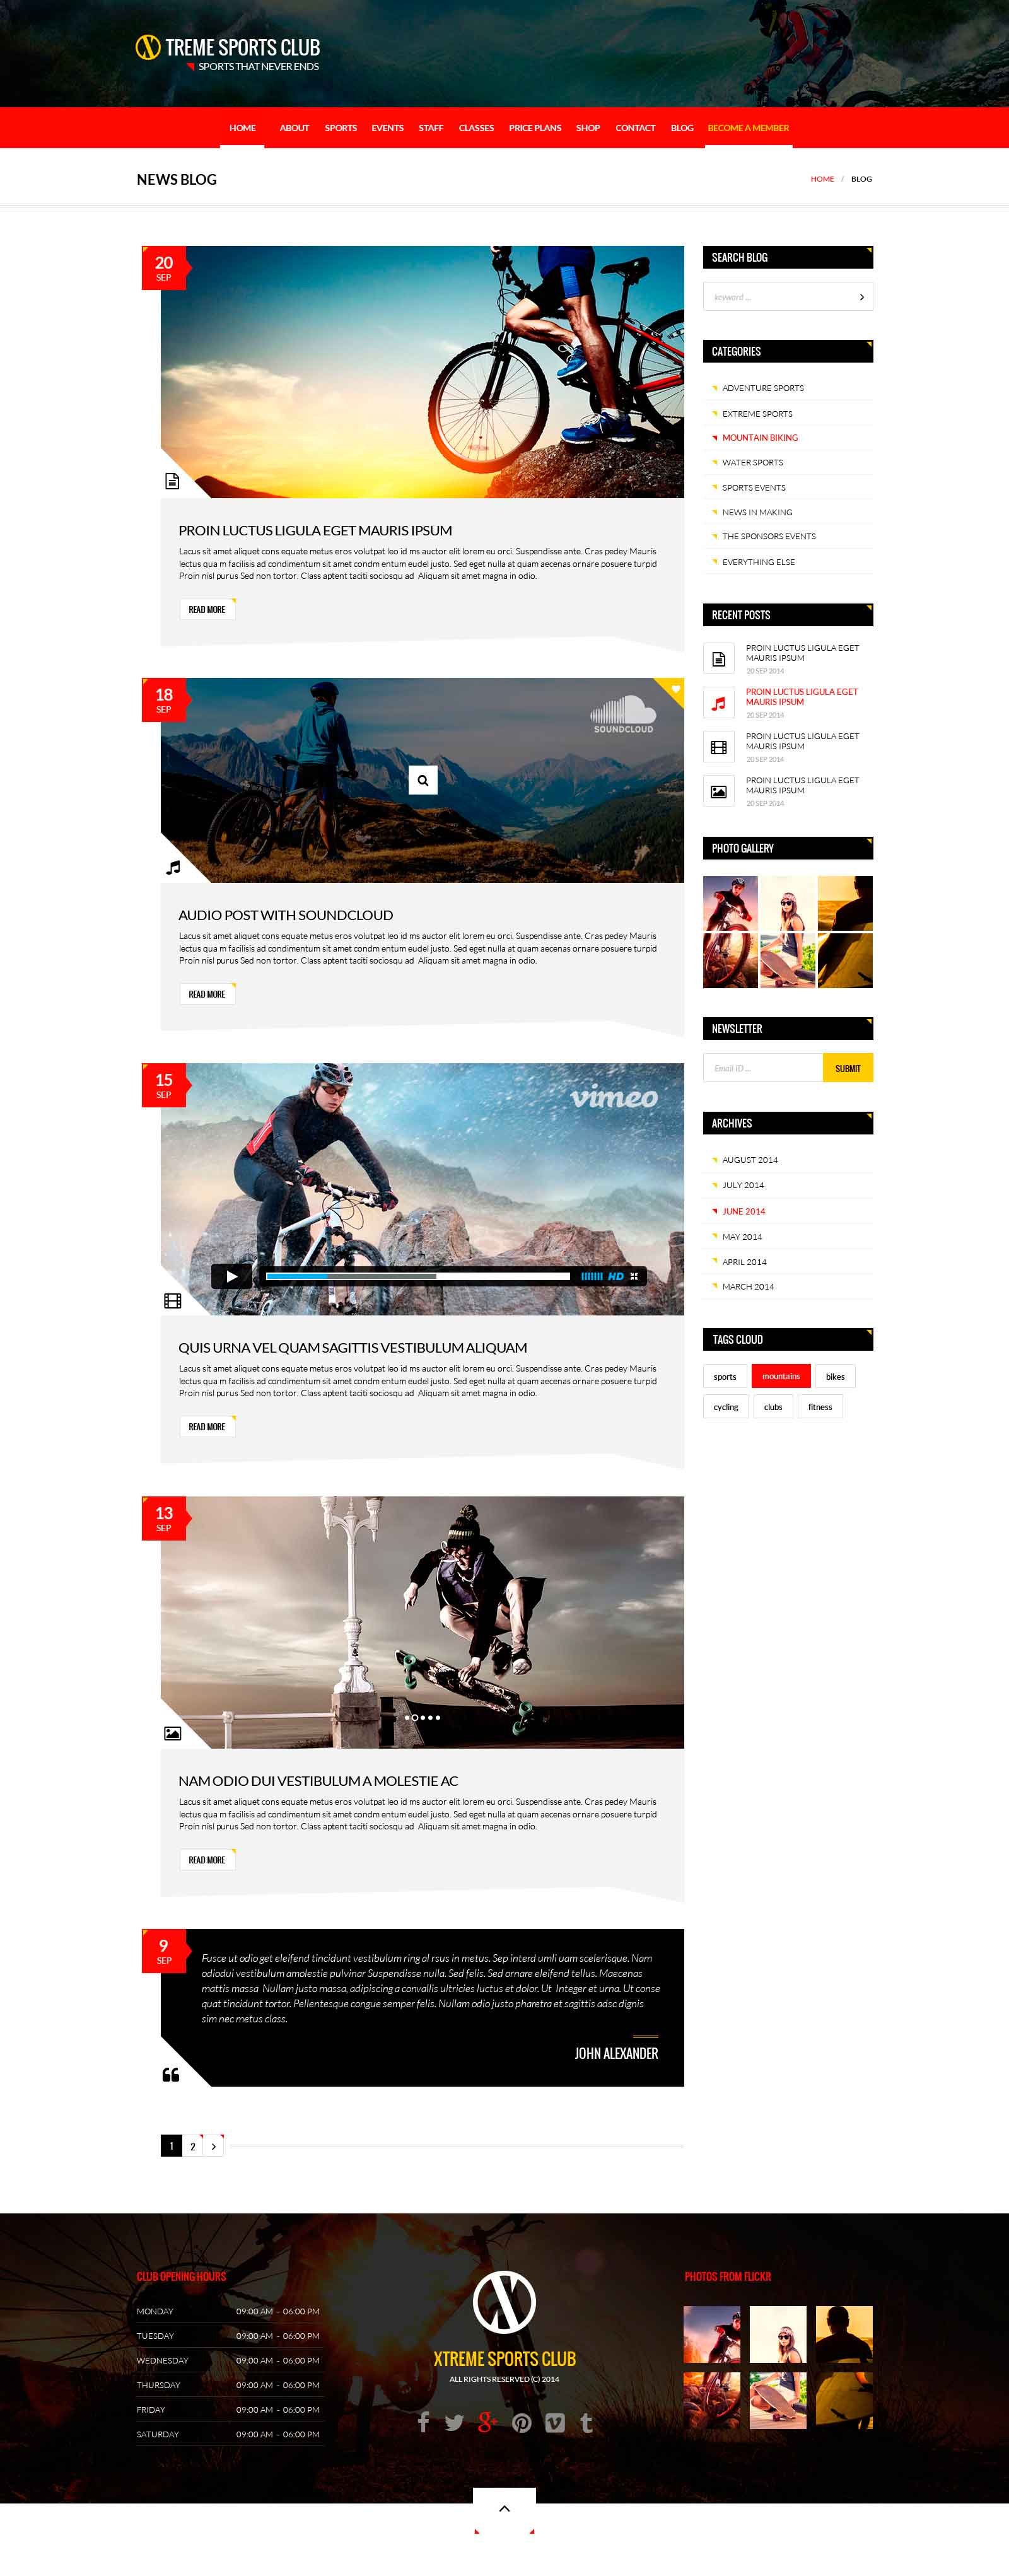 TREME SPORTS CLUB
SPORTS THAT NEVER ENDS
HOME ABOUT SPORTS EVENTS STAFF CLASSES PRICE PLANS SHOP CONTACT BLOG BECOME A MEMBER
NEWS BLOG
HOME / BLOG
20
SEP
PROIN LUCTUS LIGULA EGET MAURIS IPSUM
Lacus sit amet aliquet cons equate metus eros volutpat leo id ms auctor elit lorem eu orci. Suspendisse ante. Cras pedey Mauris
lectus qua m facilisis ad condimentum sit amet condm entum eudel justo. Sed eget nulla at quam aecenas ornare posuere turpid
Proin nisl purus Sed non tortor. Class aptent taciti sociosqu ad Aliquam sit amet magna in odio.
READ MORE
18
SEP
SOUNDCLOUD
AUDIO POST WITH SOUNDCLOUD
Lacus sit amet aliquet cons equate metus eros volutpat leo id ms auctor elit lorem eu orci. Suspendisse ante. Cras pedey Mauris
lectus qua m facilisis ad condimentum sit amet condm entum eudel justo. Sed eget nulla at quam aecenas ornare posuere turpid
Proin nisl purus Sed non tortor. Class aptent taciti sociosqu ad Aliquam sit amet magna in odio.
READ MORE
15
SEP
vimeo
HD
QUIS URNA VEL QUAM SAGITTIS VESTIBULUM ALIQUAM
Lacus sit amet aliquet cons equate metus eros volutpat leo id ms auctor elit lorem eu orci. Suspendisse ante. Cras pedey Mauris
lectus qua m facilisis ad condimentum sit amet condm entum eudel justo. Sed eget nulla at quam aecenas ornare posuere turpid
Proin nisl purus Sed non tortor. Class aptent taciti sociosqu ad Aliquam sit amet magna in odio.
READ MORE
13
SEP
NAM ODIO DUI VESTIBULUM A MOLESTIE AC
Lacus sit amet aliquet cons equate metus eros volutpat leo id ms auctor elit lorem eu orci. Suspendisse ante. Cras pedey Mauris
lectus qua m facilisis ad condimentum sit amet condm entum eudel justo. Sed eget nulla at quam aecenas ornare posuere turpid
Proin nisl purus Sed non tortor. Class aptent taciti sociosqu ad Aliquam sit amet magna in odio.
READ MORE
9
SEP
Fusce ut odio get eleifend tincidunt vestibulum ring al rsus in metus. Sep interd umli uam scelerisque. Nam
odiodui vestibulum amolestie pulvinar Suspendisse nulla. Sed felis. Sed ornare eleifend tellus. Maecenas
mattis massa Nullam justo massa, adipiscing a convallis ultricies luctus et dolor. Ut Integer et urna. Ut conse
quat tincidunt tortor. Pellentesque congue semper felis. Nullam odio justo pharetra et sagittis adsc dignis
sim nec metus class.
JOHN ALEXANDER
1 2 >
SEARCH BLOG
keyword ...
CATEGORIES
ADVENTURE SPORTS
EXTREME SPORTS
MOUNTAIN BIKING
WATER SPORTS
SPORTS EVENTS
NEWS IN MAKING
THE SPONSORS EVENTS
EVERYTHING ELSE
RECENT POSTS
PROIN LUCTUS LIGULA EGET
MAURIS IPSUM
20 SEP 2014
PROIN LUCTUS LIGULA EGET
MAURIS IPSUM
20 SEP 2014
PROIN LUCTUS LIGULA EGET
MAURIS IPSUM
20 SEP 2014
PROIN LUCTUS LIGULA EGET
MAURIS IPSUM
20 SEP 2014
PHOTO GALLERY
NEWSLETTER
Email ID ...
SUBMIT
ARCHIVES
AUGUST 2014
JULY 2014
JUNE 2014
MAY 2014
APRIL 2014
MARCH 2014
TAGS CLOUD
sports mountains bikes
cycling clubs fitness
CLUB OPENING HOURS
MONDAY 09:00 AM - 06:00 PM
TUESDAY 09:00 AM - 06:00 PM
WEDNESDAY 09:00 AM - 06:00 PM
THURSDAY 09:00 AM - 06:00 PM
FRIDAY 09:00 AM - 06:00 PM
SATURDAY 09:00 AM - 06:00 PM
XTREME SPORTS CLUB
ALL RIGHTS RESERVED (C) 2014
PHOTOS FROM FLICKR